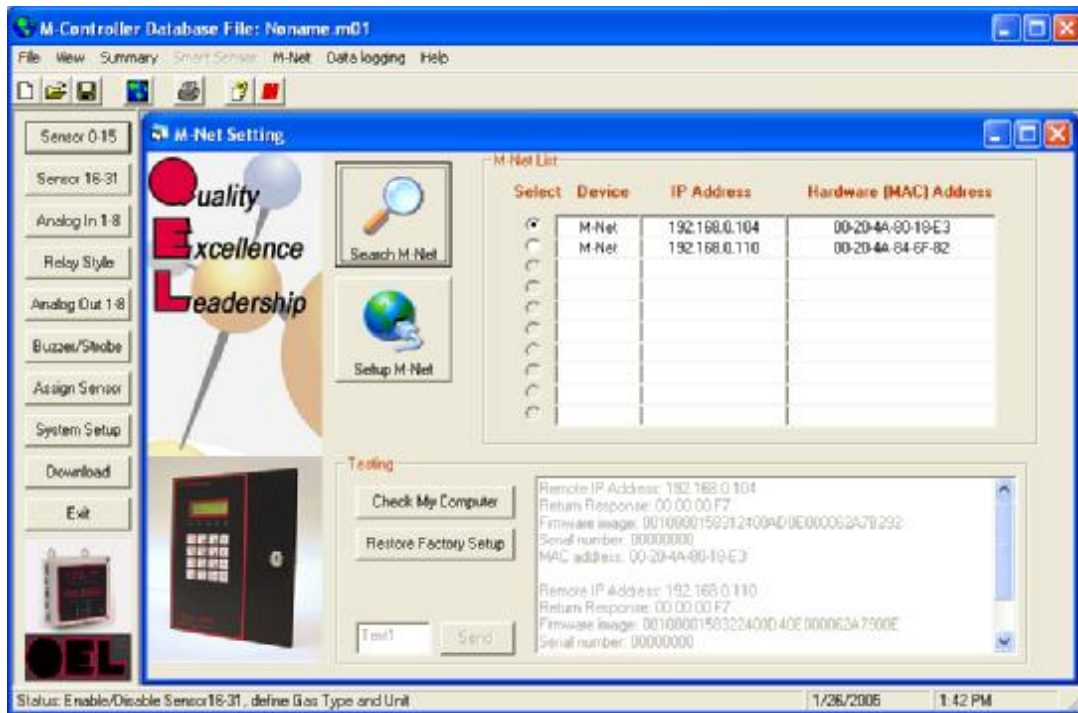 M-Controller Database File: Noname.m01
File View Summary Smart Sensor M-Net Data logging Help
Sensor 0-15
Sensor 16-31
Analog In 1-8
Relay Style
Analog Out 1-8
Buzzer/Strobe
Assign Sensor
System Setup
Download
Exit
QEL
M-Net Setting
Quality
Excellence
Leadership
Search M-Net
Setup M-Net
M-Net List
Select Device IP Address Hardware (MAC) Address
M-Net 192.168.0.104 00-20-4A-80-18-E3
M-Net 192.168.0.110 00-20-4A-84-6F-82
Testing
Check My Computer
Restore Factory Setup
Text1 Send
Remote IP Address: 192.168.0.104
Return Response: 00.00.00.F7
Firmware image:
Serial number: 00000000
MAC address: 00-20-4A-80-18-E3
Remote IP Address: 192.168.0.110
Return Response: 00.00.00.F7
Firmware image:
Serial number: 00000000
Status: Enable/Disable Sensor16-31, define Gas Type and Unit 1/26/2005 1:42 PM